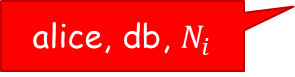 alice, db, Nᵢ